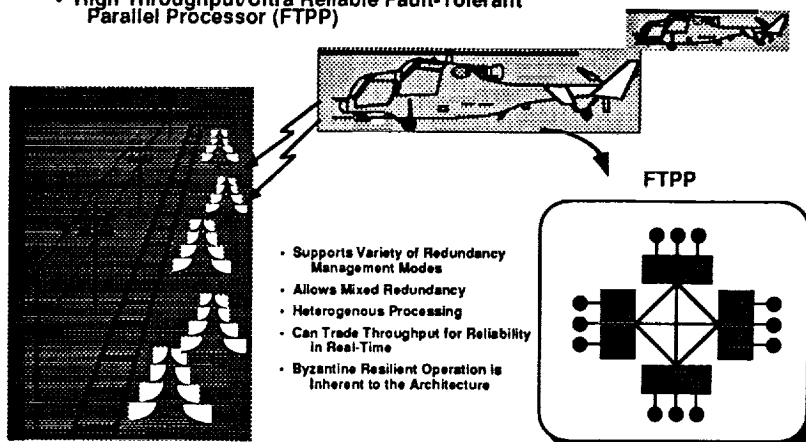 • High Throughput/Ultra Reliable Fault-Tolerant
Parallel Processor (FTPP)
FTPP
• Supports Variety of Redundancy
Management Modes
• Allows Mixed Redundancy
• Heterogenous Processing
• Can Trade Throughput for Reliability
in Real-Time
• Byzantine Resilient Operation is
Inherent to the Architecture